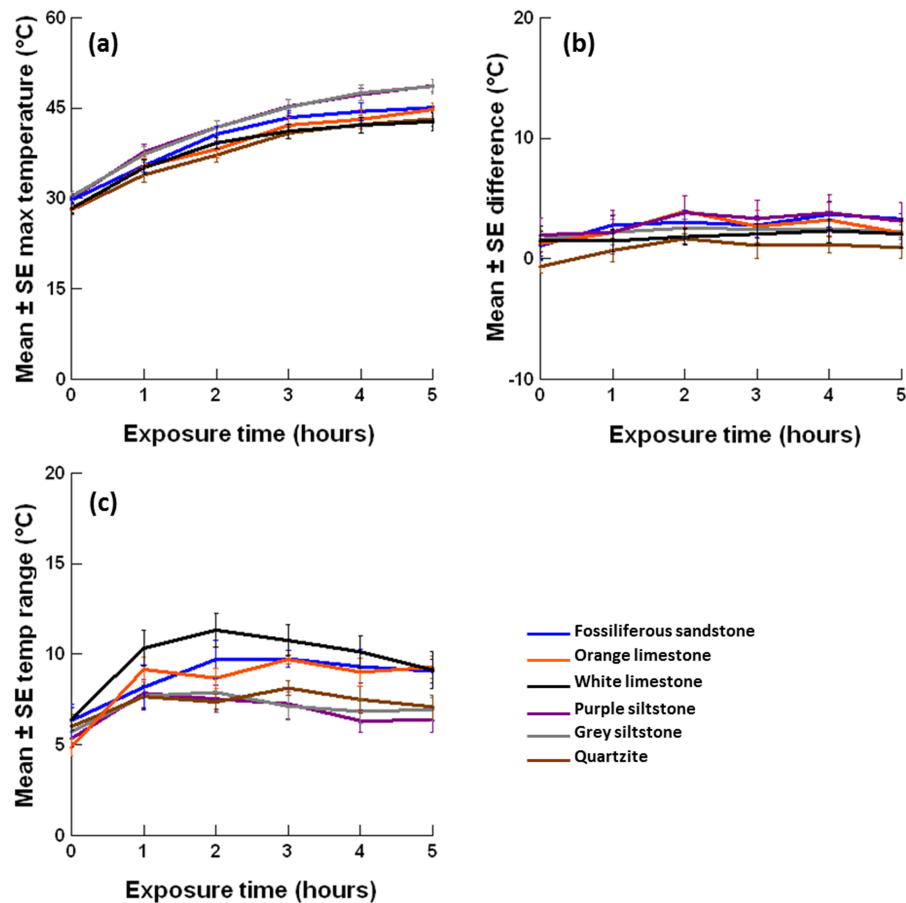 (a)
Mean ± SE max temperature (°C)
60
45
30
15
0
0 1 2 3 4 5
Exposure time (hours)
(b)
Mean ± SE difference (°C)
20
10
0
-10
0 1 2 3 4 5
Exposure time (hours)
(c)
Mean ± SE temp range (°C)
20
15
10
5
0
0 1 2 3 4 5
Exposure time (hours)
Fossiliferous sandstone
Orange limestone
White limestone
Purple siltstone
Grey siltstone
Quartzite